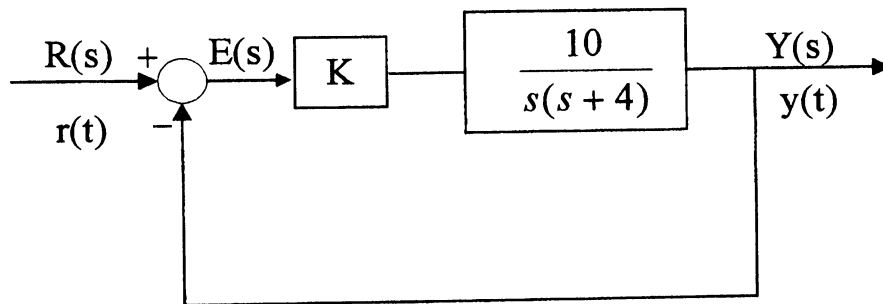 R(s) + E(s) K 10 Y(s)
s(s + 4)
r(t) − y(t)